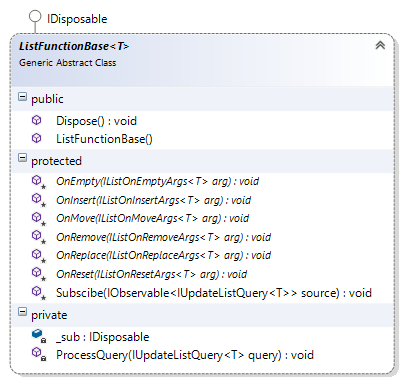 IDisposable
ListFunctionBase<T>
Generic Abstract Class
public
Dispose() : void
ListFunctionBase()
protected
OnEmpty(IListOnEmptyArgs<T> arg) : void
OnInsert(IListOnInsertArgs<T> arg) : void
OnMove(IListOnMoveArgs<T> arg) : void
OnRemove(IListOnRemoveArgs<T> arg) : void
OnReplace(IListOnReplaceArgs<T> arg) : void
OnReset(IListOnResetArgs<T> arg) : void
Subscibe(IObservable<IUpdateListQuery<T>> source) : void
private
_sub : IDisposable
ProcessQuery(IUpdateListQuery<T> query) : void